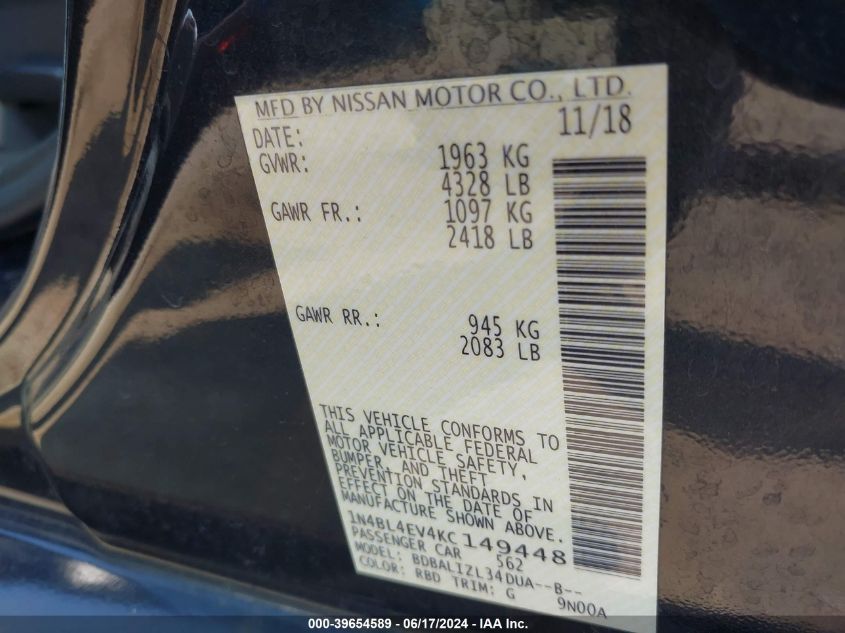 MFD BY NISSAN MOTOR CO., LTD.
DATE: 11/18
GVWR: 1963 KG
4328 LB
GAWR FR.: 1097 KG
2418 LB
GAWR RR.: 945 KG
2083 LB
THIS VEHICLE CONFORMS TO
ALL APPLICABLE FEDERAL
MOTOR VEHICLE SAFETY,
BUMPER, AND THEFT
PREVENTION STANDARDS IN
EFFECT ON THE DATE OF
MANUFACTURE SHOWN ABOVE.
1N4BL4EV4KC149448
PASSENGER CAR 562
MODEL: BDBALIZL34DUA--B--
COLOR: RBD TRIM: G 9N00A
000-39654589 / 06/17/2024 - IAA Inc.